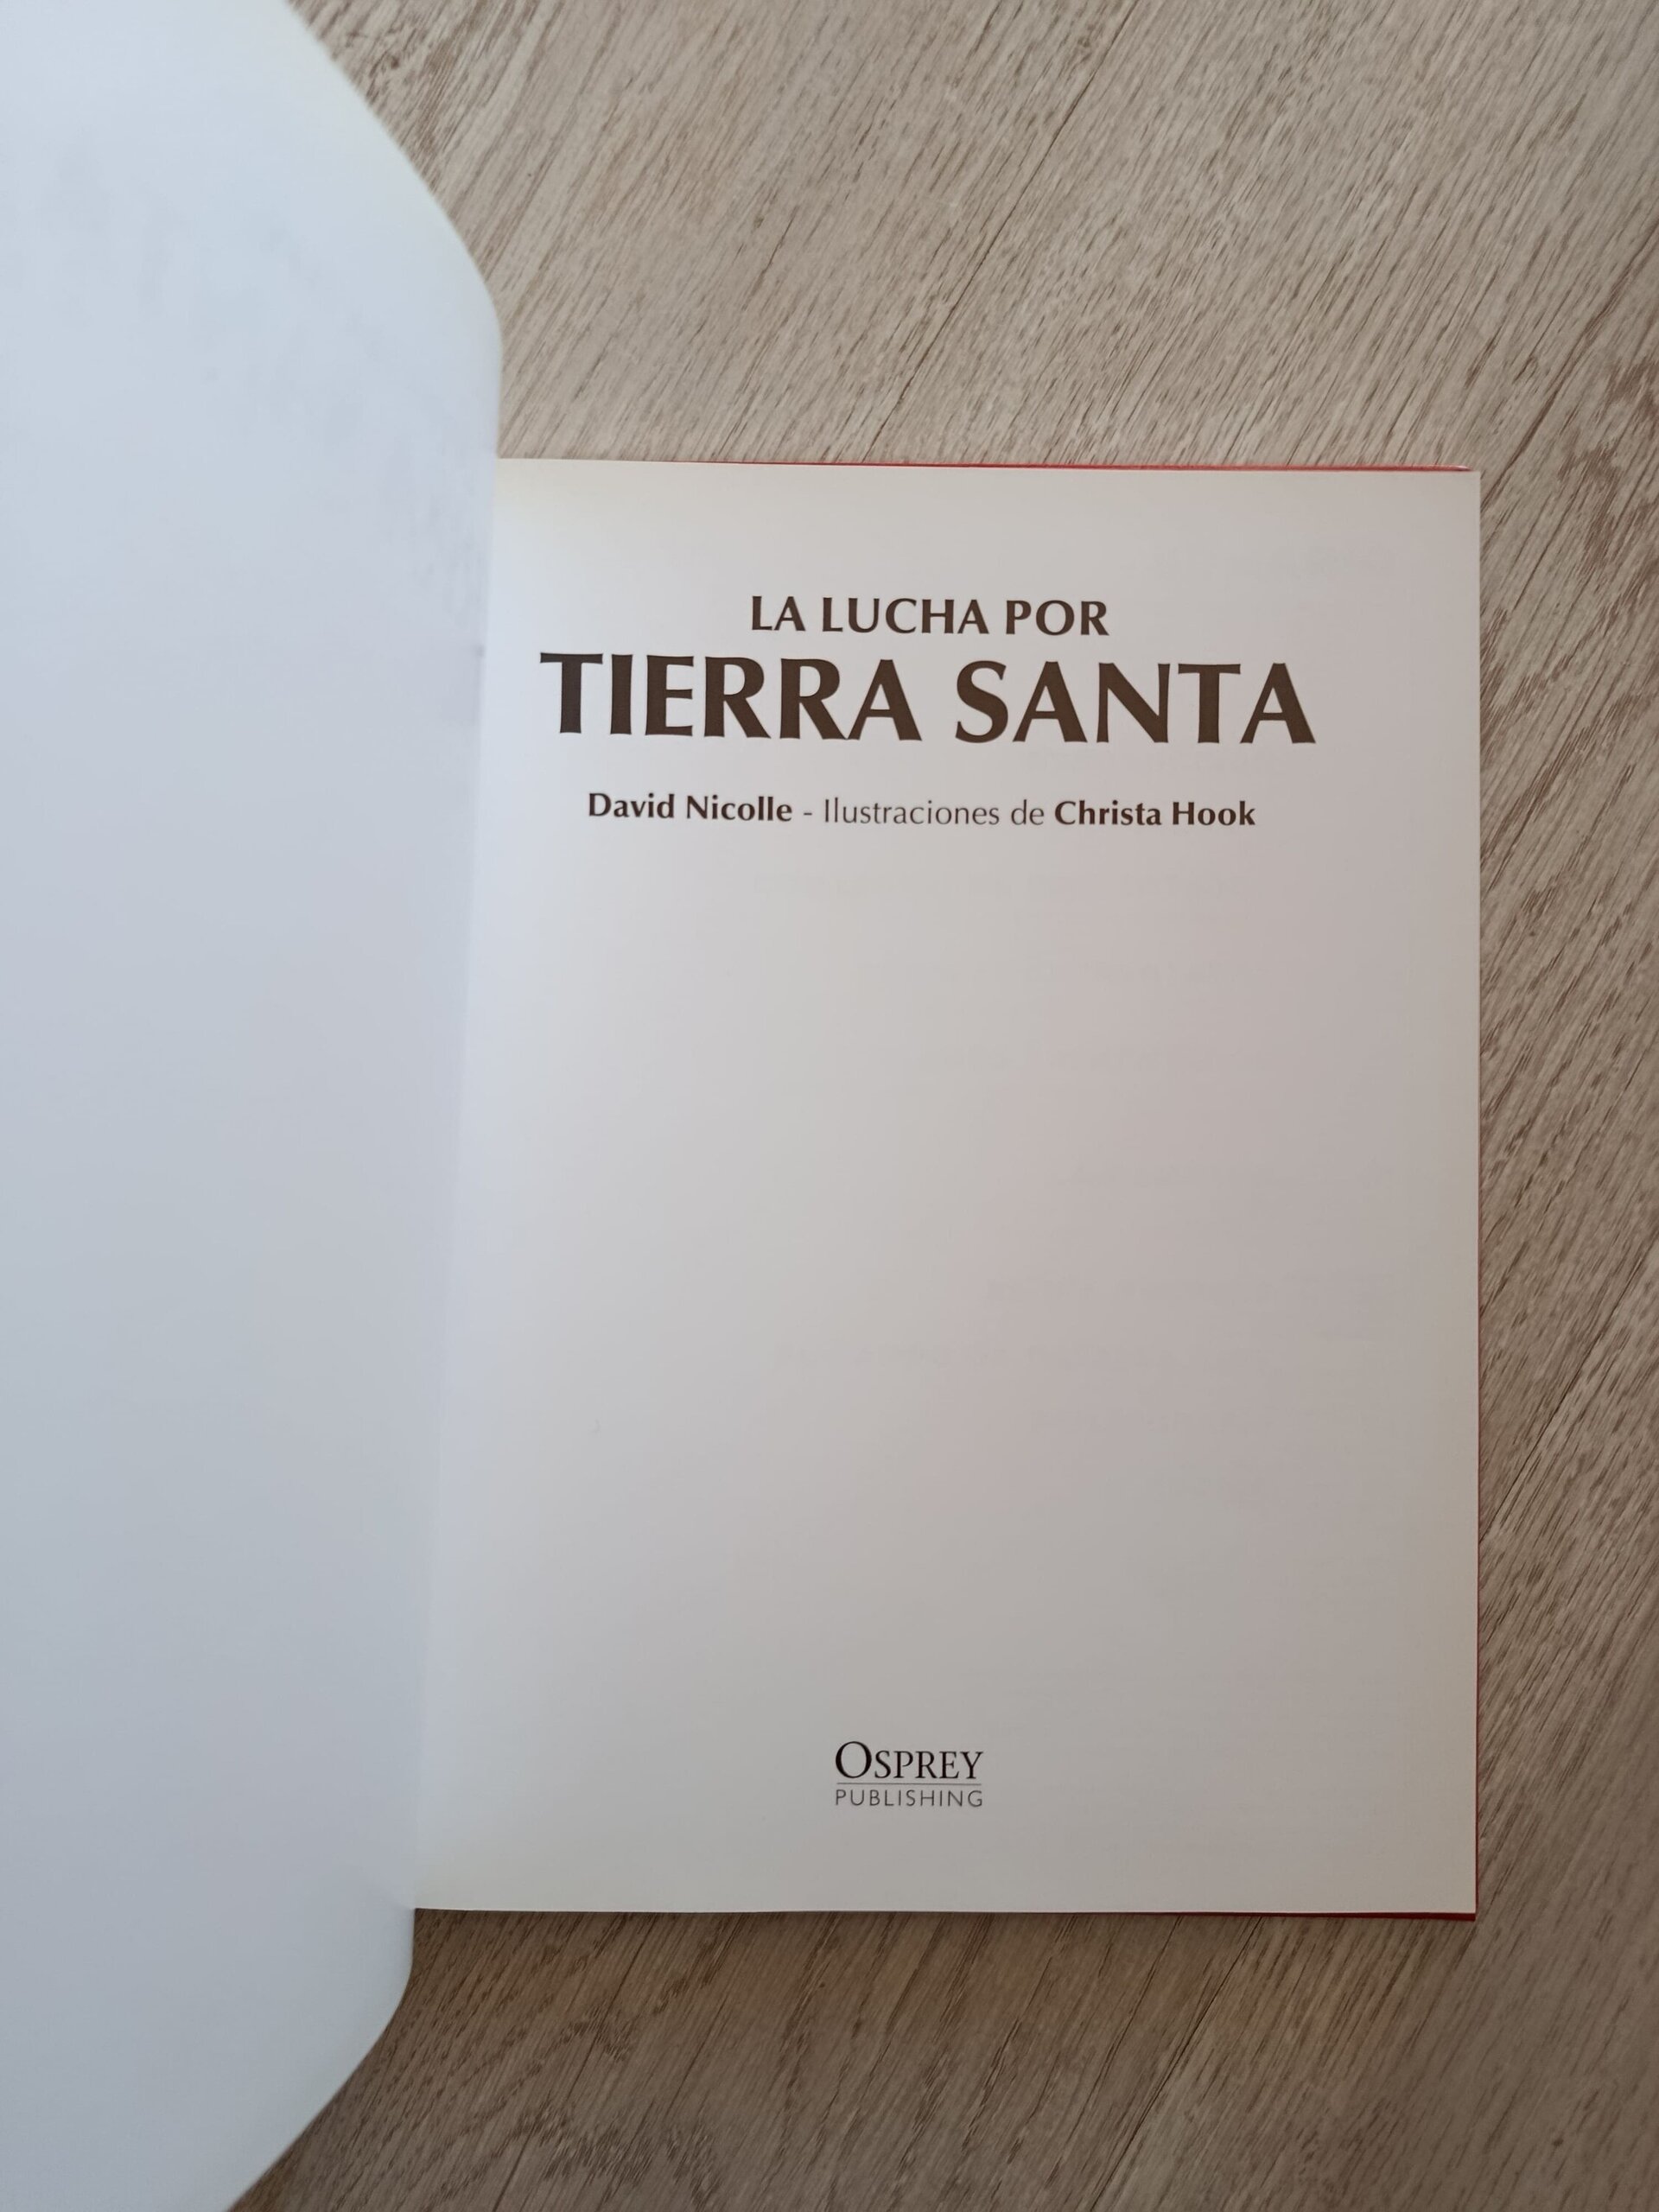 LA LUCHA POR
TIERRA SANTA
David Nicolle - Ilustraciones de Christa Hook
OSPREY
PUBLISHING